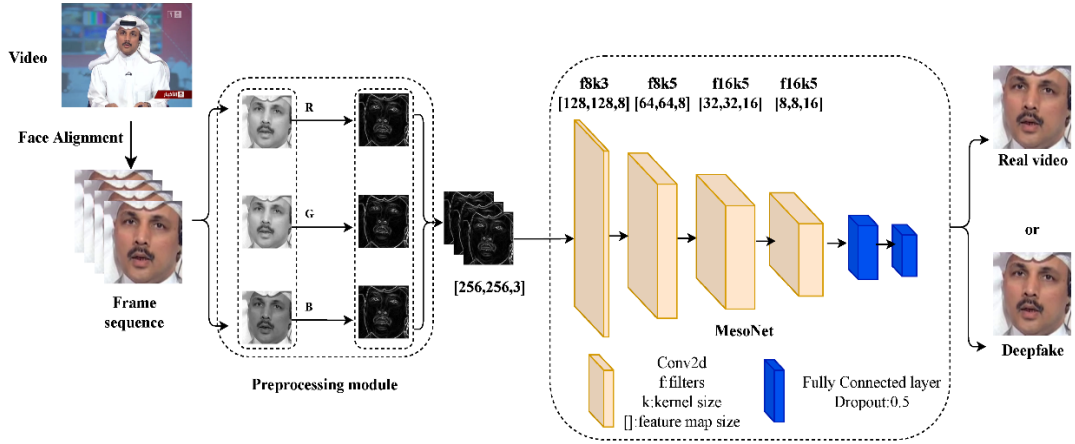 Video
Face Alignment
Frame
sequence
R
G
B
Preprocessing module
[256,256,3]
f8k3
[128,128,8]
f8k5
[64,64,8]
f16k5
|32,32,16|
f16k5
|8,8,16|
MesoNet
Conv2d
f:filters
k:kernel size
[]:feature map size
Fully Connected layer
Dropout:0.5
Real video
or
Deepfake